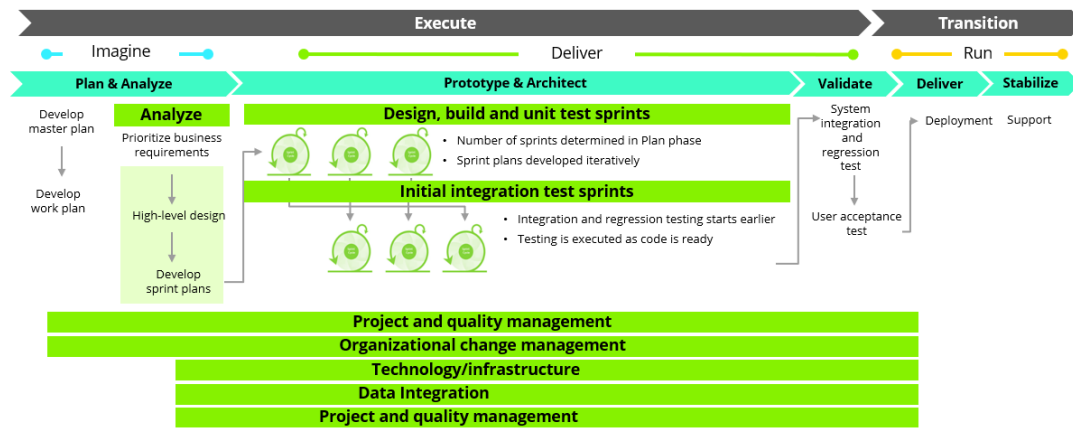 Execute
Transition
Imagine
Deliver
Run
Plan & Analyze
Prototype & Architect
Validate
Deliver
Stabilize
Develop
master plan
Develop
work plan
Analyze
Prioritize business
requirements
High-level design
Develop
sprint plans
Design, build and unit test sprints
• Number of sprints determined in Plan phase
• Sprint plans developed iteratively
Initial integration test sprints
• Integration and regression testing starts earlier
• Testing is executed as code is ready
System
integration
and
regression
test
User acceptance
test
Deployment
Support
Project and quality management
Organizational change management
Technology/infrastructure
Data Integration
Project and quality management